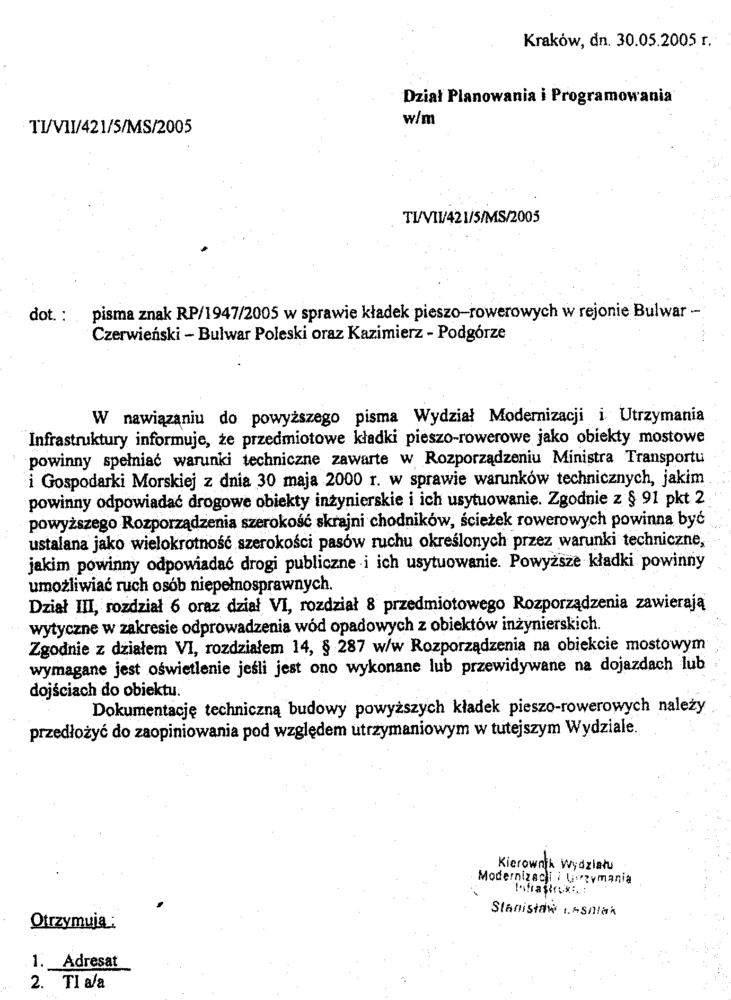 Kraków, dn. 30.05.2005 r.
Dział Planowania i Programowania
w/m
TI/VII/421/5/MS/2005
TI/VII/421/5/MS/2005
dot. : pisma znak RP/1947/2005 w sprawie kładek pieszo–rowerowych w rejonie Bulwar –
Czerwieński – Bulwar Poleski oraz Kazimierz - Podgórze
W nawiązaniu do powyższego pisma Wydział Modernizacji i Utrzymania
Infrastruktury informuje, że przedmiotowe kładki pieszo-rowerowe jako obiekty mostowe
powinny spełniać warunki techniczne zawarte w Rozporządzeniu Ministra Transportu
i Gospodarki Morskiej z dnia 30 maja 2000 r. w sprawie warunków technicznych, jakim
powinny odpowiadać drogowe obiekty inżynierskie i ich usytuowanie. Zgodnie z § 91 pkt 2
powyższego Rozporządzenia szerokość skrajni chodników, ścieżek rowerowych powinna być
ustalana jako wielokrotność szerokości pasów ruchu określonych przez warunki techniczne,
jakim powinny odpowiadać drogi publiczne i ich usytuowanie. Powyższe kładki powinny
umożliwiać ruch osób niepełnosprawnych.
Dział III, rozdział 6 oraz dział VI, rozdział 8 przedmiotowego Rozporządzenia zawierają
wytyczne w zakresie odprowadzenia wód opadowych z obiektów inżynierskich.
Zgodnie z działem VI, rozdziałem 14, § 287 w/w Rozporządzenia na obiekcie mostowym
wymagane jest oświetlenie jeśli jest ono wykonane lub przewidywane na dojazdach lub
dojściach do obiektu.
Dokumentację techniczną budowy powyższych kładek pieszo-rowerowych należy
przedłożyć do zaopiniowania pod względem utrzymaniowym w tutejszym Wydziale.
Kierownik Wydziału
Modernizacji i Utrzymania
Infrastruktury
Stanisław Leśniak
Otrzymują :
1. Adresat
2. TI a/a